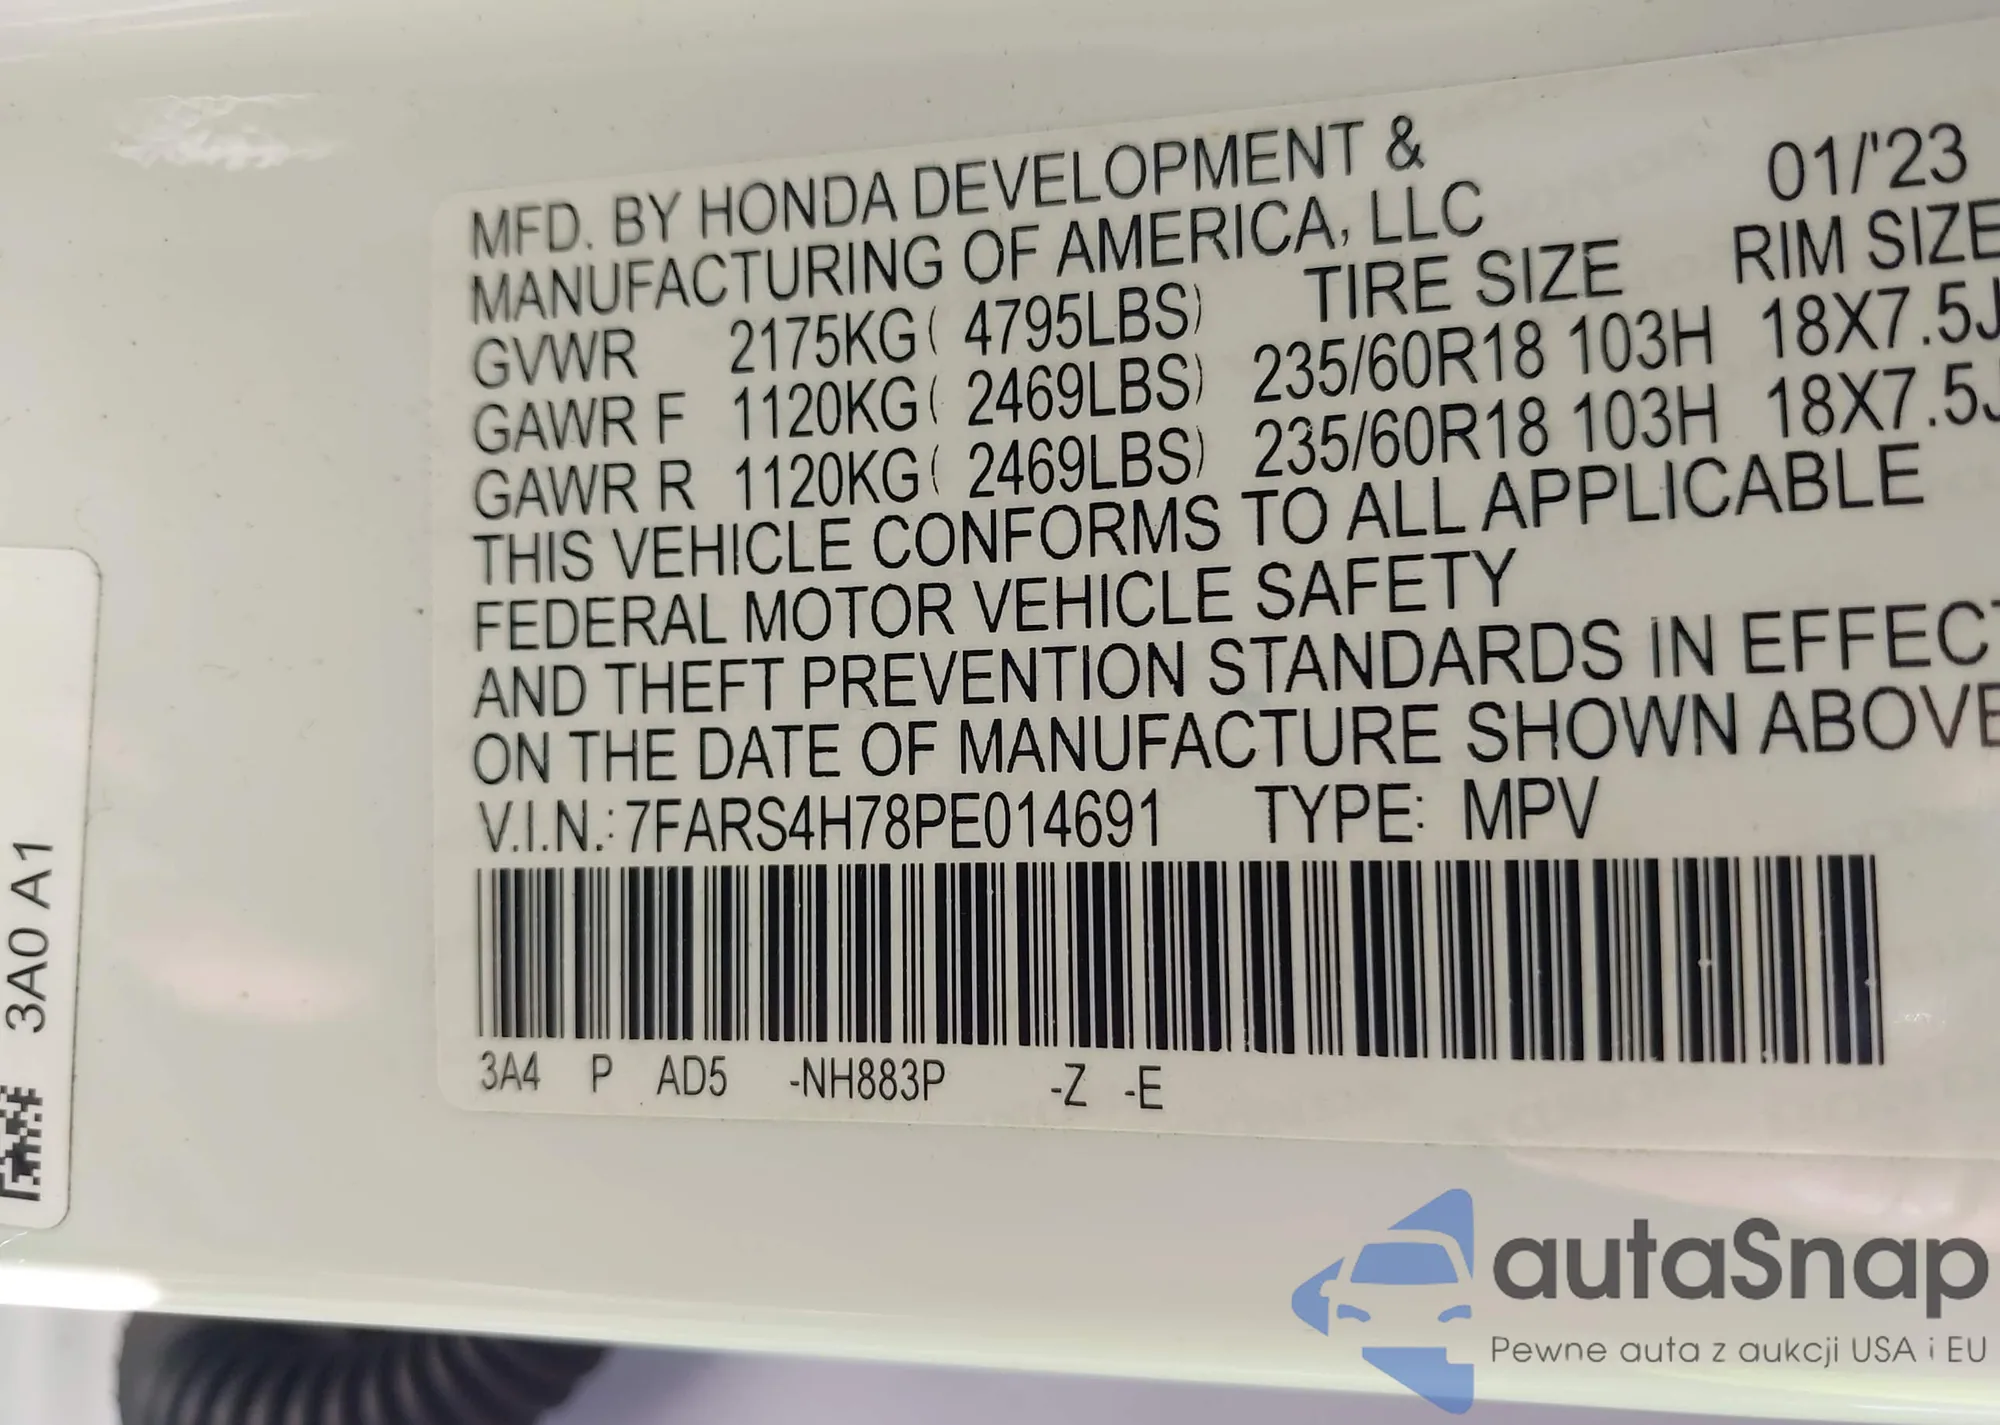 MFD. BY HONDA DEVELOPMENT &
MANUFACTURING OF AMERICA, LLC 01/'23
GVWR 2175KG( 4795LBS) TIRE SIZE RIM SIZE
GAWR F 1120KG( 2469LBS) 235/60R18 103H 18X7.5J
GAWR R 1120KG( 2469LBS) 235/60R18 103H 18X7.5J
THIS VEHICLE CONFORMS TO ALL APPLICABLE
FEDERAL MOTOR VEHICLE SAFETY
AND THEFT PREVENTION STANDARDS IN EFFECT
ON THE DATE OF MANUFACTURE SHOWN ABOVE
V.I.N.: 7FARS4H78PE014691 TYPE: MPV
3A4 P AD5 -NH883P -Z -E
3A0 A1
autaSnap
Pewne auta z aukcji USA i EU